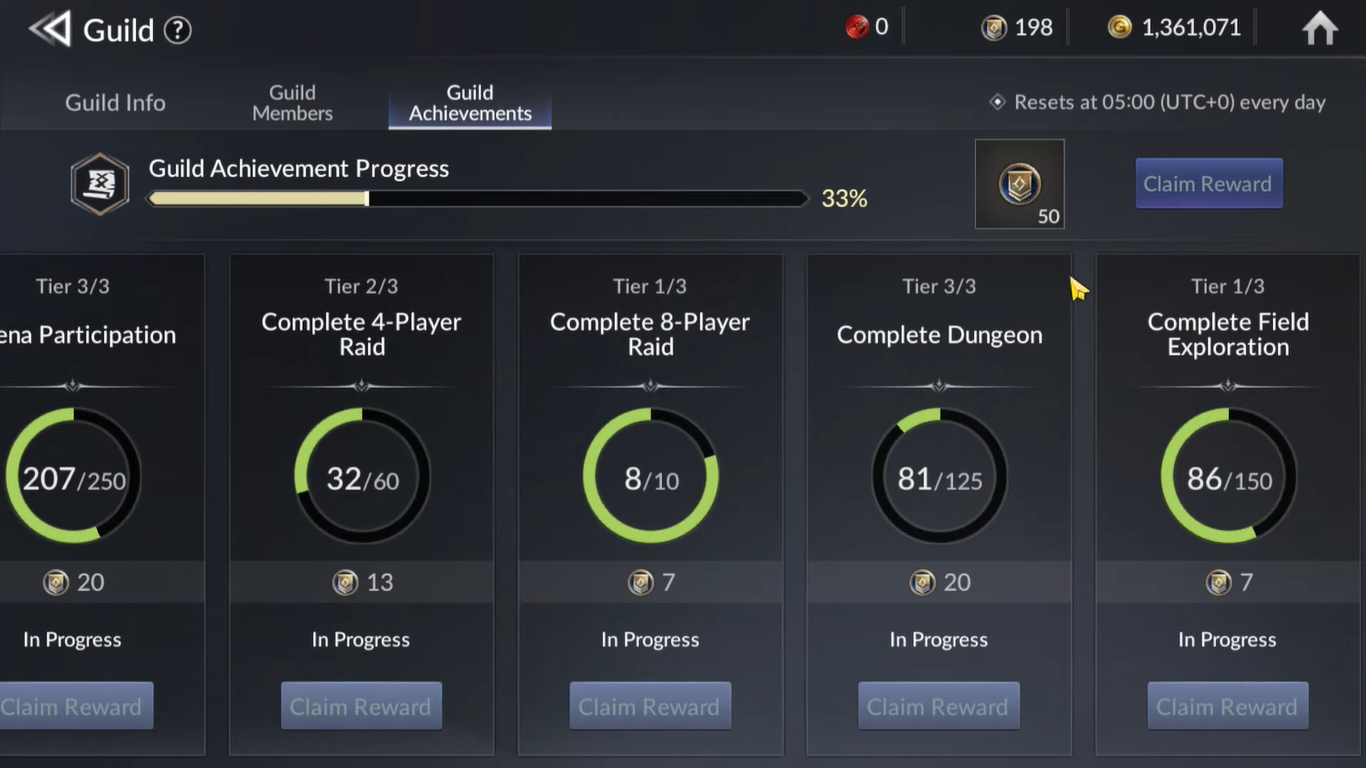 Guild ?
0
198
G 1,361,071
Guild Info
Guild
Members
Guild
Achievements
Resets at 05:00 (UTC+0) every day
Guild Achievement Progress
33%
50
Claim Reward
Tier 3/3
ena Participation
207/250
20
In Progress
Claim Reward
Tier 2/3
Complete 4-Player
Raid
32/60
13
In Progress
Claim Reward
Tier 1/3
Complete 8-Player
Raid
8/10
7
In Progress
Claim Reward
Tier 3/3
Complete Dungeon
81/125
20
In Progress
Claim Reward
Tier 1/3
Complete Field
Exploration
86/150
7
In Progress
Claim Reward